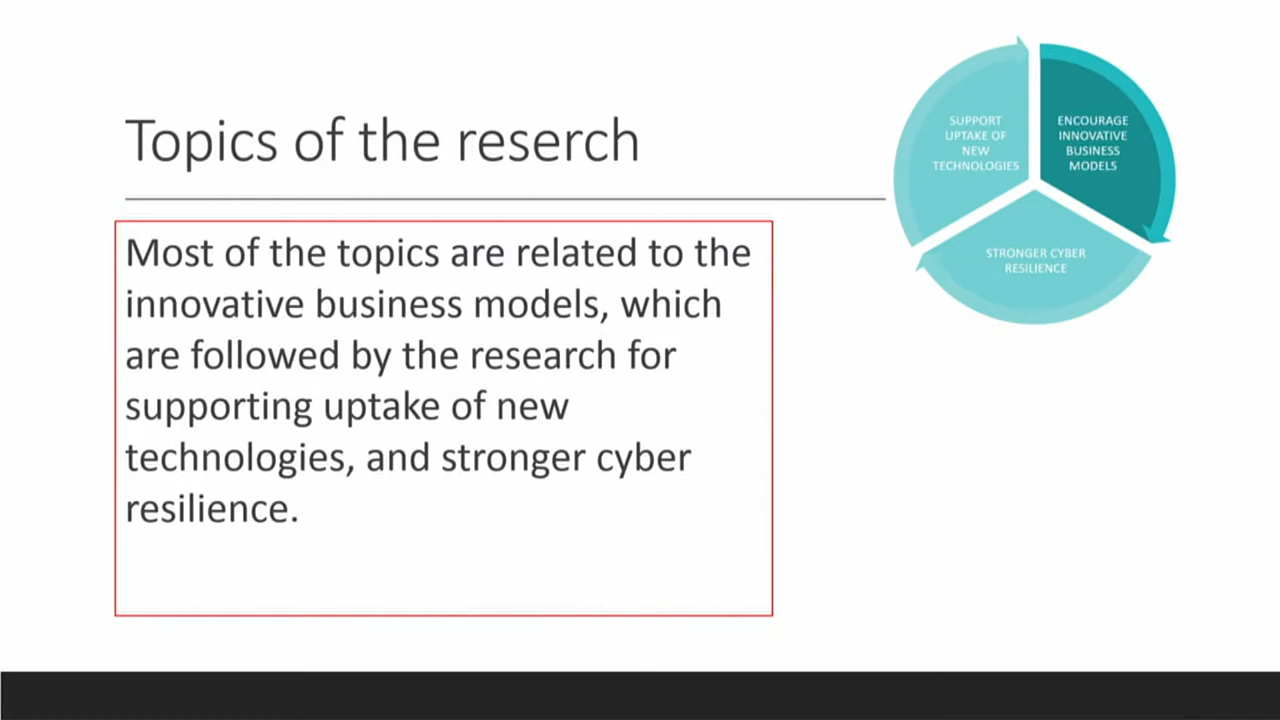 Topics of the reserch
SUPPORT
UPTAKE OF
NEW
TECHNOLOGIES
ENCOURAGE
INNOVATIVE
BUSINESS
MODELS
STRONGER CYBER
RESILIENCE
Most of the topics are related to the
innovative business models, which
are followed by the research for
supporting uptake of new
technologies, and stronger cyber
resilience.